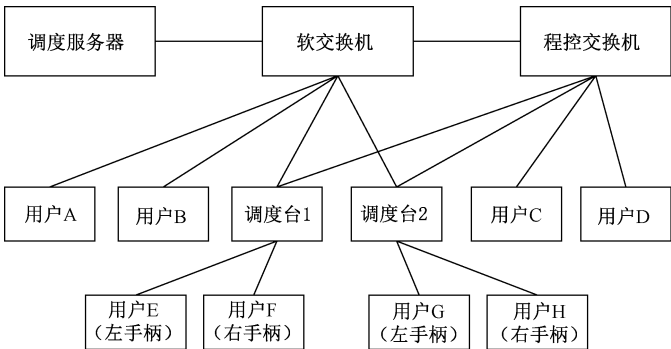 调度服务器
软交换机
程控交换机
用户A
用户B
调度台1
调度台2
用户C
用户D
用户E
（左手柄）
用户F
（右手柄）
用户G
（左手柄）
用户H
（右手柄）